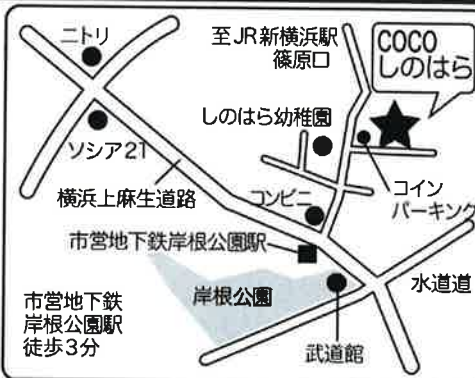 ニトリ
至JR新横浜駅
篠原口
COCO
しのはら
しのはら幼稚園
ソシア21
横浜上麻生道路
コンビニ
コイン
パーキング
市営地下鉄岸根公園駅
岸根公園
水道道
市営地下鉄
岸根公園駅
徒歩3分
武道館